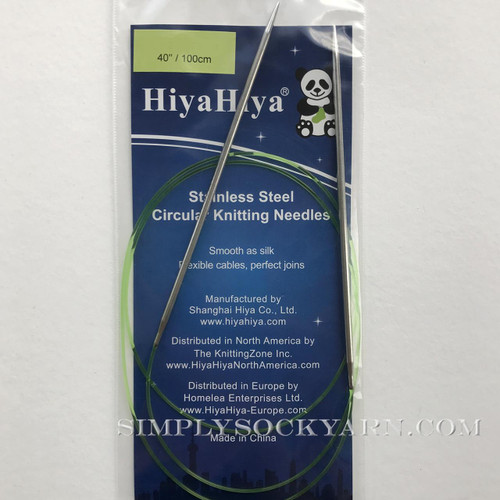 40" / 100cm
HiyaHiya®
Stainless Steel
Circular Knitting Needles
Smooth as silk
Flexible cables, perfect joins
Manufactured by
Shanghai Hiya Co., Ltd.
www.hiyahiya.com
Distributed in North America by
The KnittingZone Inc.
www.HiyaHiyaNorthAmerica.com
Distributed in Europe by
Homelea Enterprises Ltd.
www.HiyaHiya-Europe.com
SIMPLYSOCKYARN.COM
Made in China